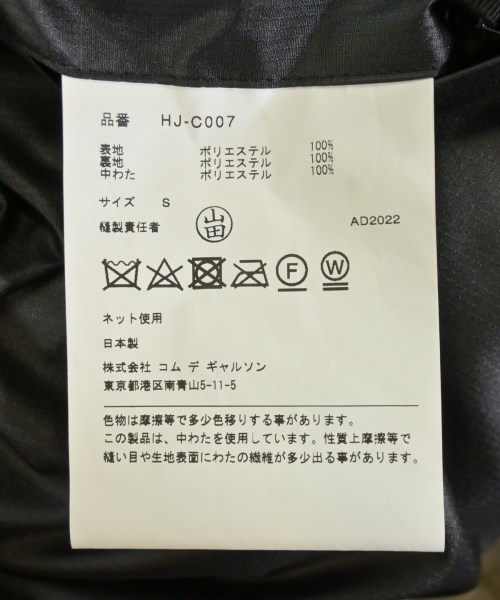 品番 HJ-C007
表地 ポリエステル 100%
裏地 ポリエステル 100%
中わた ポリエステル 100%
サイズ S
縫製責任者 山田 AD2022
F W
ネット使用
日本製
株式会社 コム デ ギャルソン
東京都港区南青山5-11-5
色物は摩擦等で多少色移りする事があります。
この製品は、中わたを使用しています。性質上摩擦等で
縫い目や生地表面にわたの繊維が多少出る事があります。